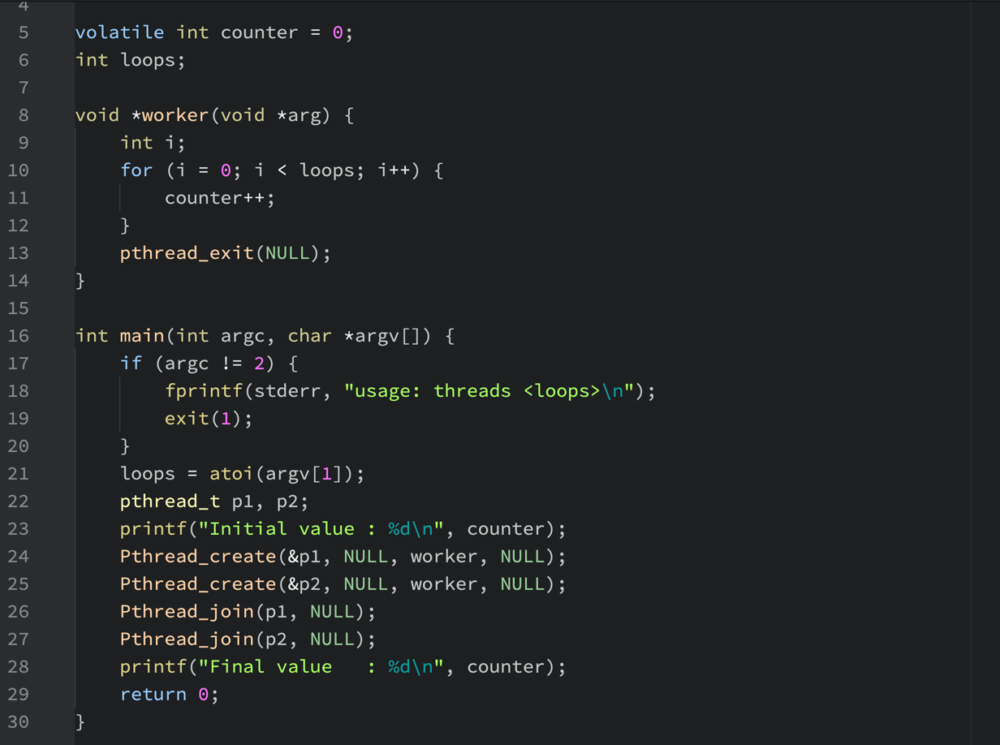 4
5 volatile int counter = 0;
6 int loops;
7
8 void *worker(void *arg) {
9     int i;
10     for (i = 0; i < loops; i++) {
11         counter++;
12     }
13     pthread_exit(NULL);
14 }
15
16 int main(int argc, char *argv[]) {
17     if (argc != 2) {
18         fprintf(stderr, "usage: threads <loops>\n");
19         exit(1);
20     }
21     loops = atoi(argv[1]);
22     pthread_t p1, p2;
23     printf("Initial value : %d\n", counter);
24     Pthread_create(&p1, NULL, worker, NULL);
25     Pthread_create(&p2, NULL, worker, NULL);
26     Pthread_join(p1, NULL);
27     Pthread_join(p2, NULL);
28     printf("Final value   : %d\n", counter);
29     return 0;
30 }